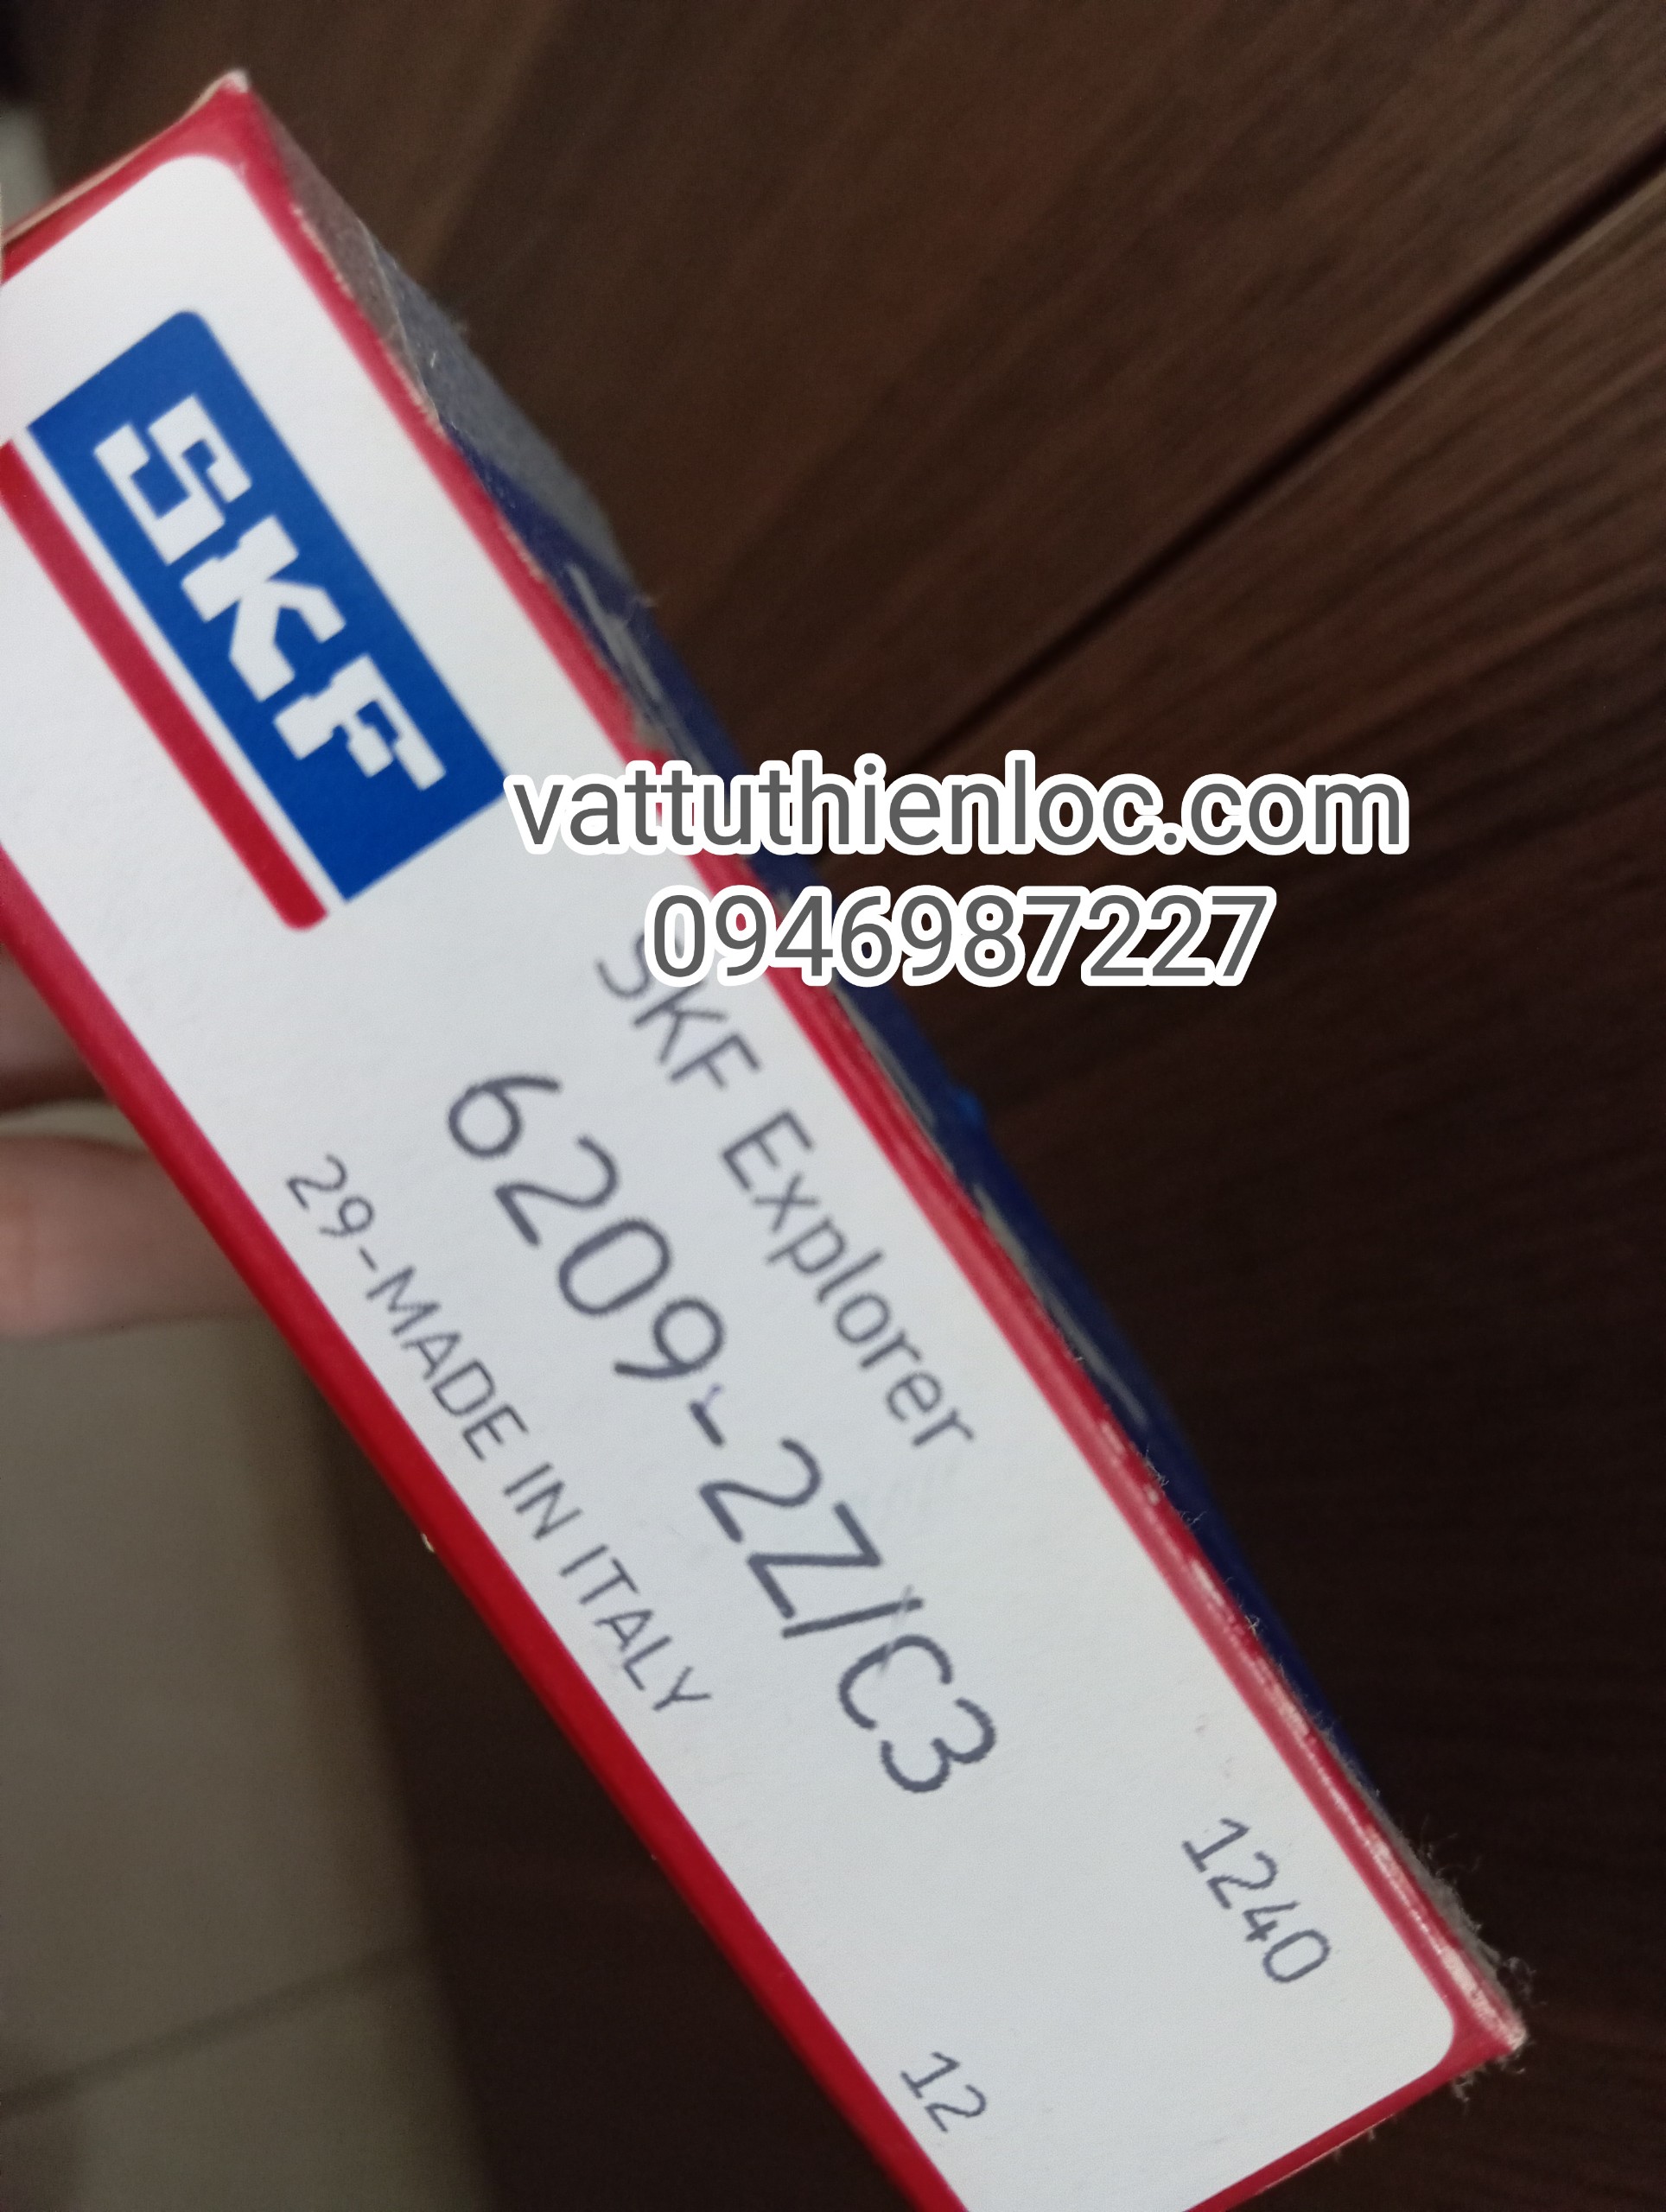 SKF
vattuthienloc.com
0946987227
SKF Explorer
6209-2Z/C3
29-MADE IN ITALY
1240
12